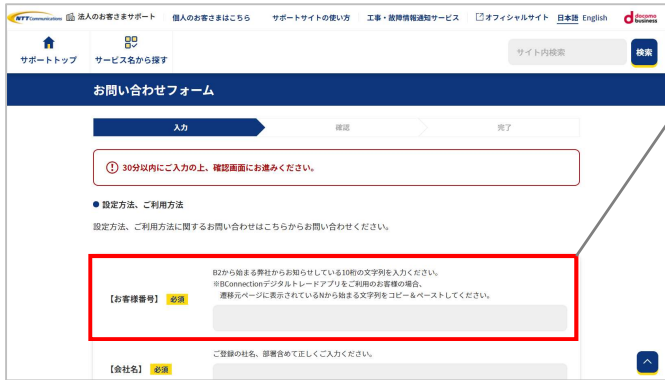 NTT Communications 法人のお客さまサポート 個人のお客さまはこちら サポートサイトの使い方 工事・故障情報通知サービス オフィシャルサイト 日本語 English docomo business
サポートトップ サービス名から探す サイト内検索 検索
お問い合わせフォーム
入力 確認 完了
30分以内にご入力の上、確認画面にお進みください。
● 設定方法、ご利用方法
設定方法、ご利用方法に関するお問い合わせはこちらからお問い合わせください。
B2から始まる弊社からお知らせしている10桁の文字列を入力ください。
※BConnectionデジタルトレードアプリをご利用のお客様の場合、
遷移元ページに表示されているNから始まる文字列をコピー&ペーストしてください。
【お客様番号】 必須
ご登録の社名、部署含めて正しくご入力ください。
【会社名】 必須